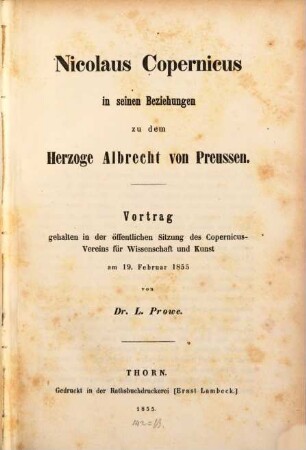 Nicolaus Copernicus
in seinen Beziehungen
zu dem
Herzoge Albrecht von Preussen.
Vortrag
gehalten in der öffentlichen Sitzung des Copernicus-
Vereins für Wissenschaft und Kunst
am 19. Februar 1855
von
Dr. L. Prowe.
THORN.
Gedruckt in der Rathsbuchdruckerei [Ernst Lambeck.]
1855.